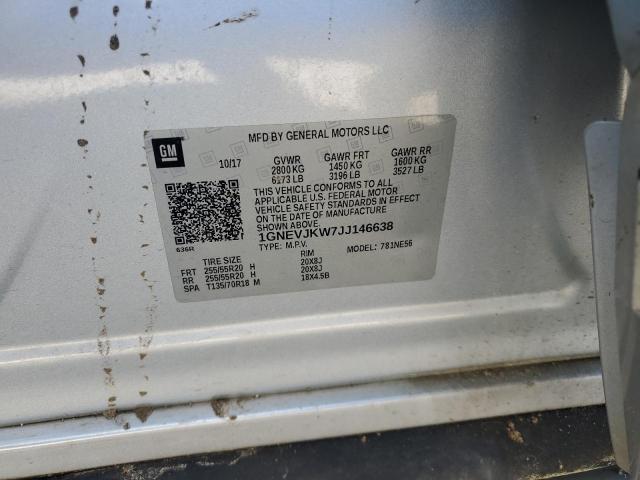 GM
MFD BY GENERAL MOTORS LLC
10/17 GVWR GAWR FRT GAWR RR
2800 KG 1450 KG 1600 KG
6173 LB 3196 LB 3527 LB
THIS VEHICLE CONFORMS TO ALL
APPLICABLE U.S. FEDERAL MOTOR
VEHICLE SAFETY STANDARDS IN EFFECT
ON THE DATE OF MANUFACTURE
SHOWN ABOVE
1GNEVJKW7JJ146638
636R TYPE: M.P.V. MODEL: 781NE56
TIRE SIZE RIM
FRT 255/55R20 H 20X8J
RR 255/55R20 H 20X8J
SPA T135/70R18 M 18X4.5B